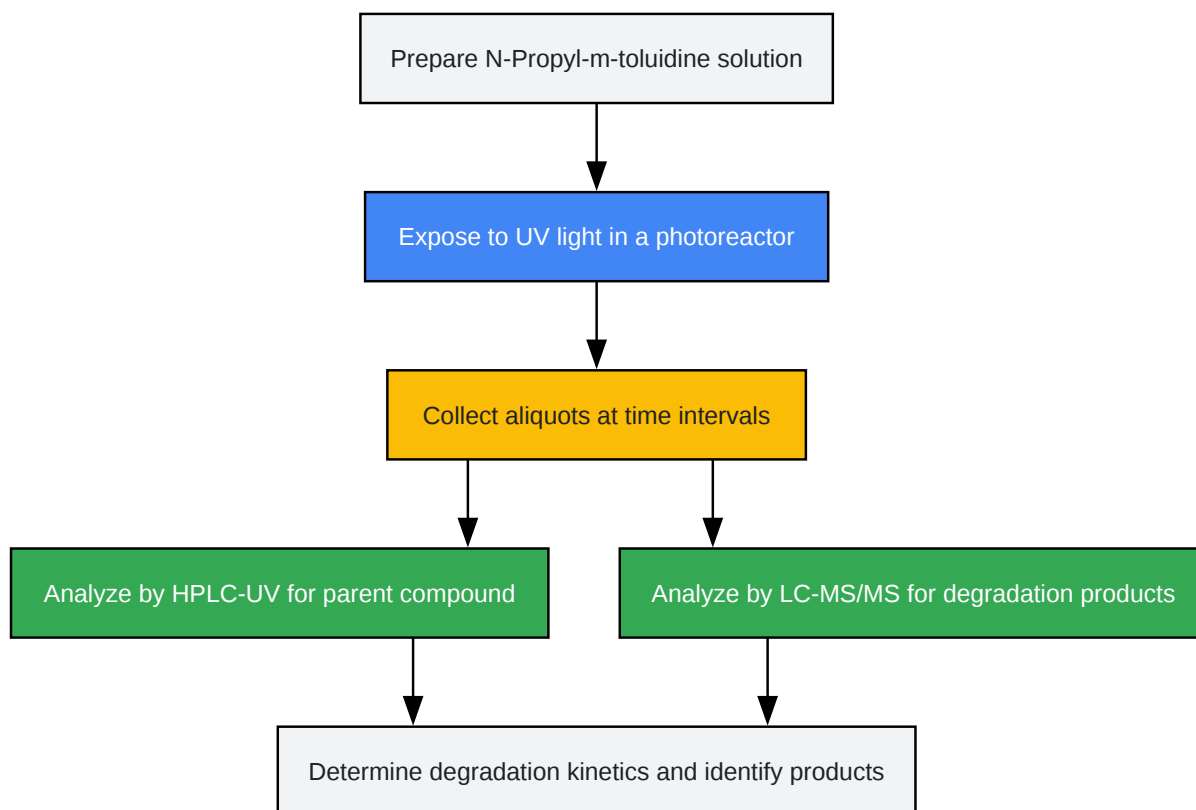 Prepare N-Propyl-m-toluidine solution
Expose to UV light in a photoreactor
Collect aliquots at time intervals
Analyze by HPLC-UV for parent compound
Analyze by LC-MS/MS for degradation products
Determine degradation kinetics and identify products